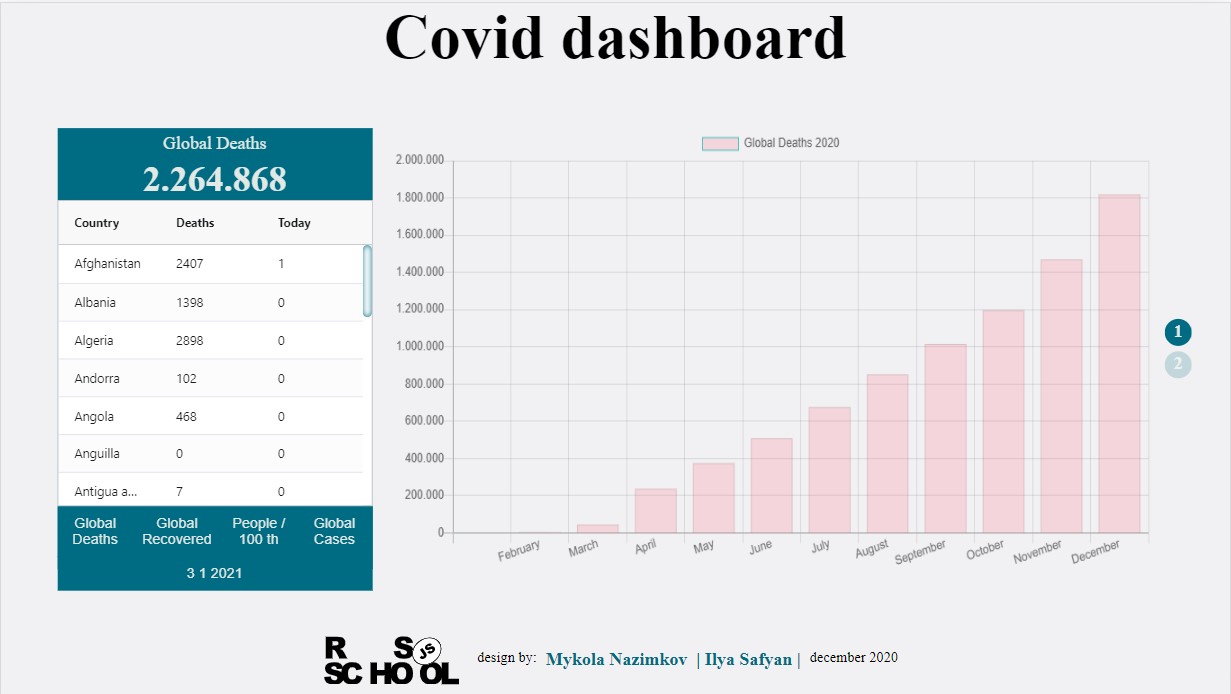 Covid dashboard
Global Deaths
2.264.868
Country Deaths Today
Afghanistan 2407 1
Albania 1398 0
Algeria 2898 0
Andorra 102 0
Angola 468 0
Anguilla 0 0
Antigua a... 7 0
Global Deaths Global Recovered People / 100 th Global Cases
3 1 2021
Global Deaths 2020
2.000.000
1.800.000
1.600.000
1.400.000
1.200.000
1.000.000
800.000
600.000
400.000
200.000
0
February March April May June July August September October November December
1
2
R S JS
SCHOOL
design by: Mykola Nazimkov | Ilya Safyan | december 2020